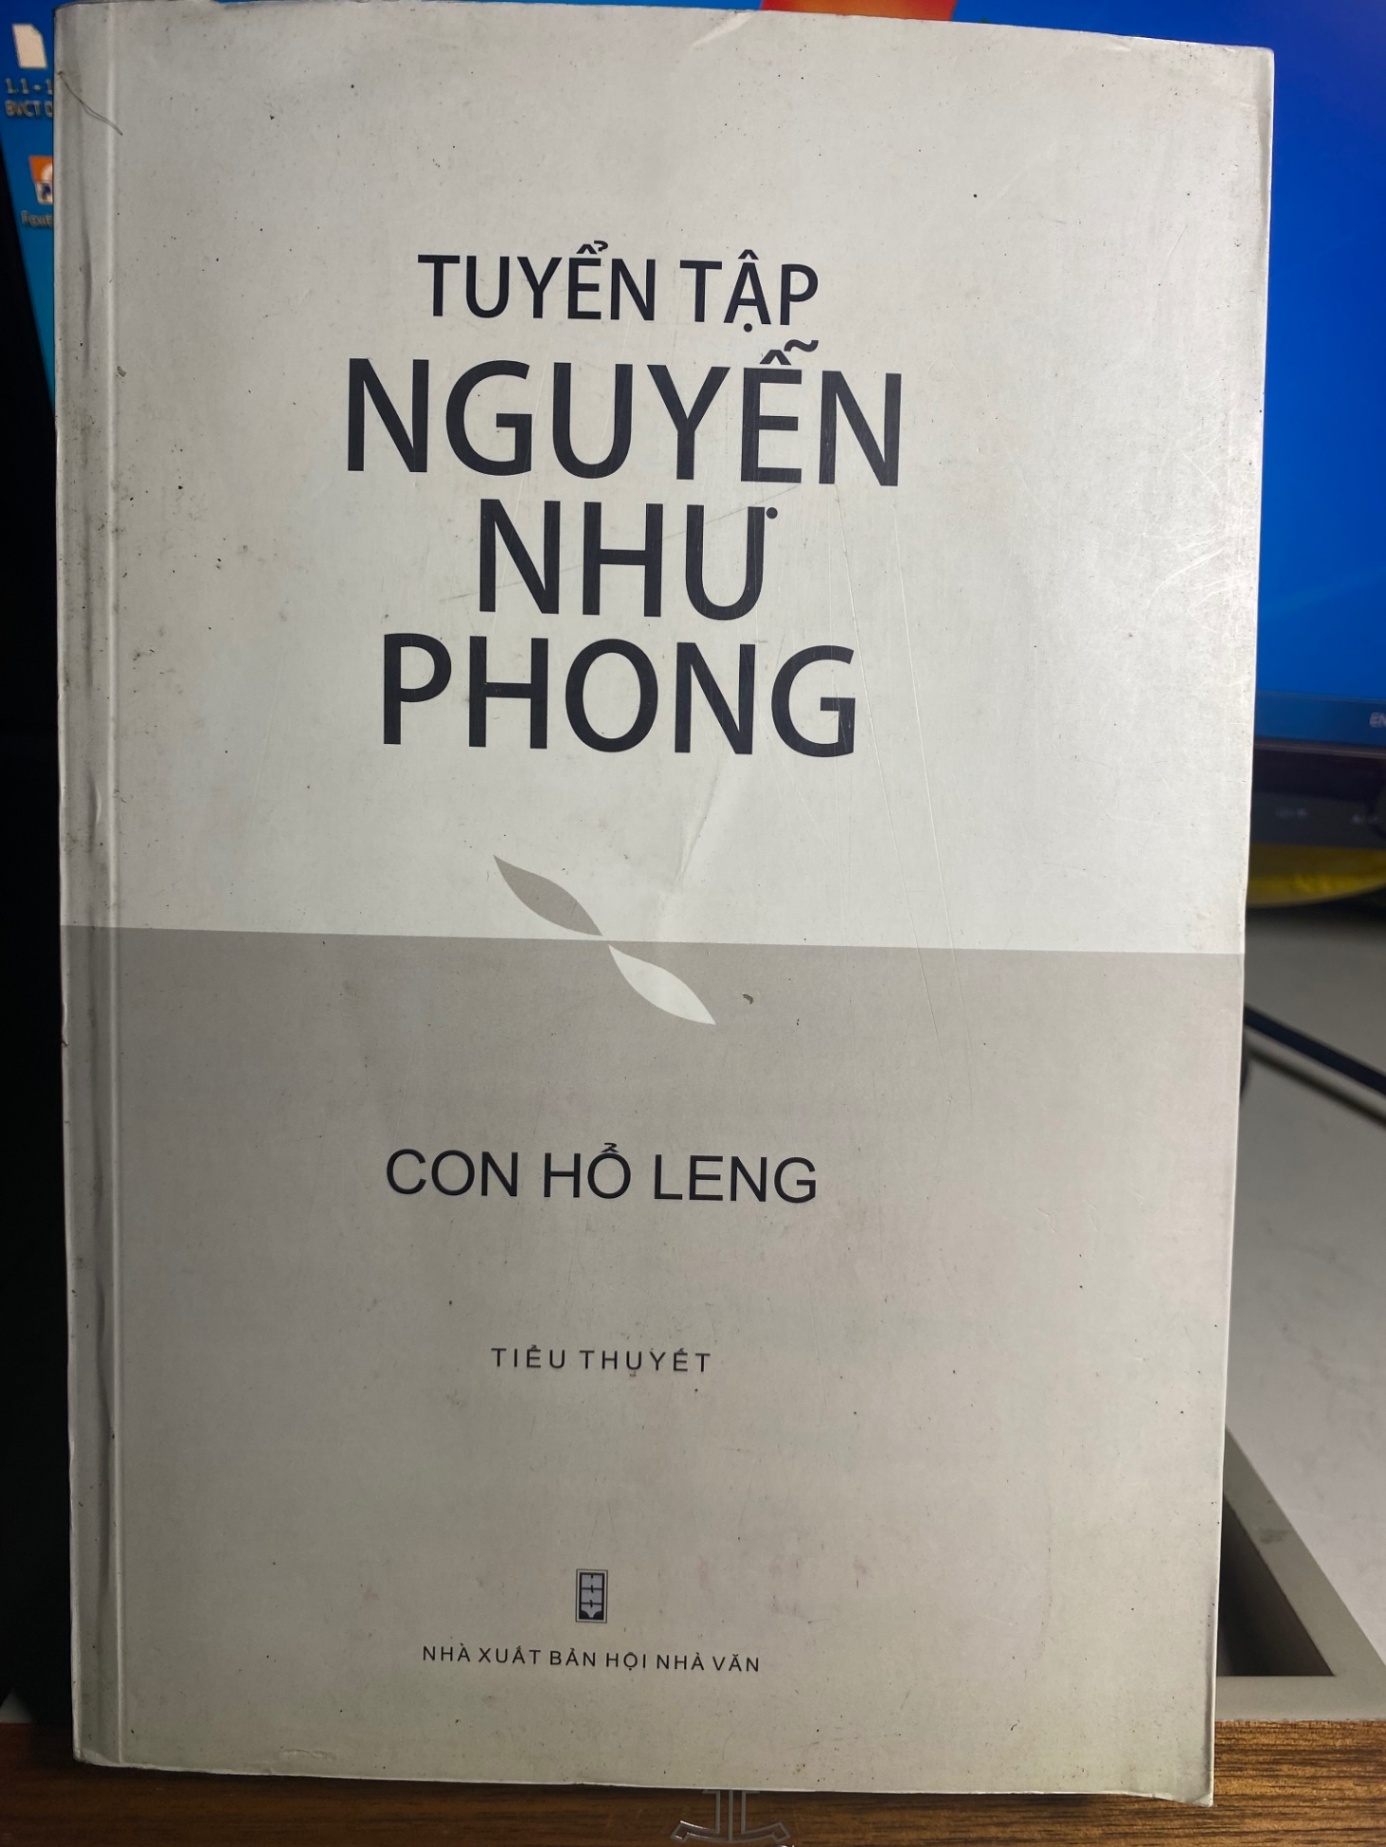 TUYỂN TẬP
NGUYỄN
NHƯ
PHONG
CON HỔ LENG
TIỂU THUYẾT
NHÀ XUẤT BẢN HỘI NHÀ VĂN